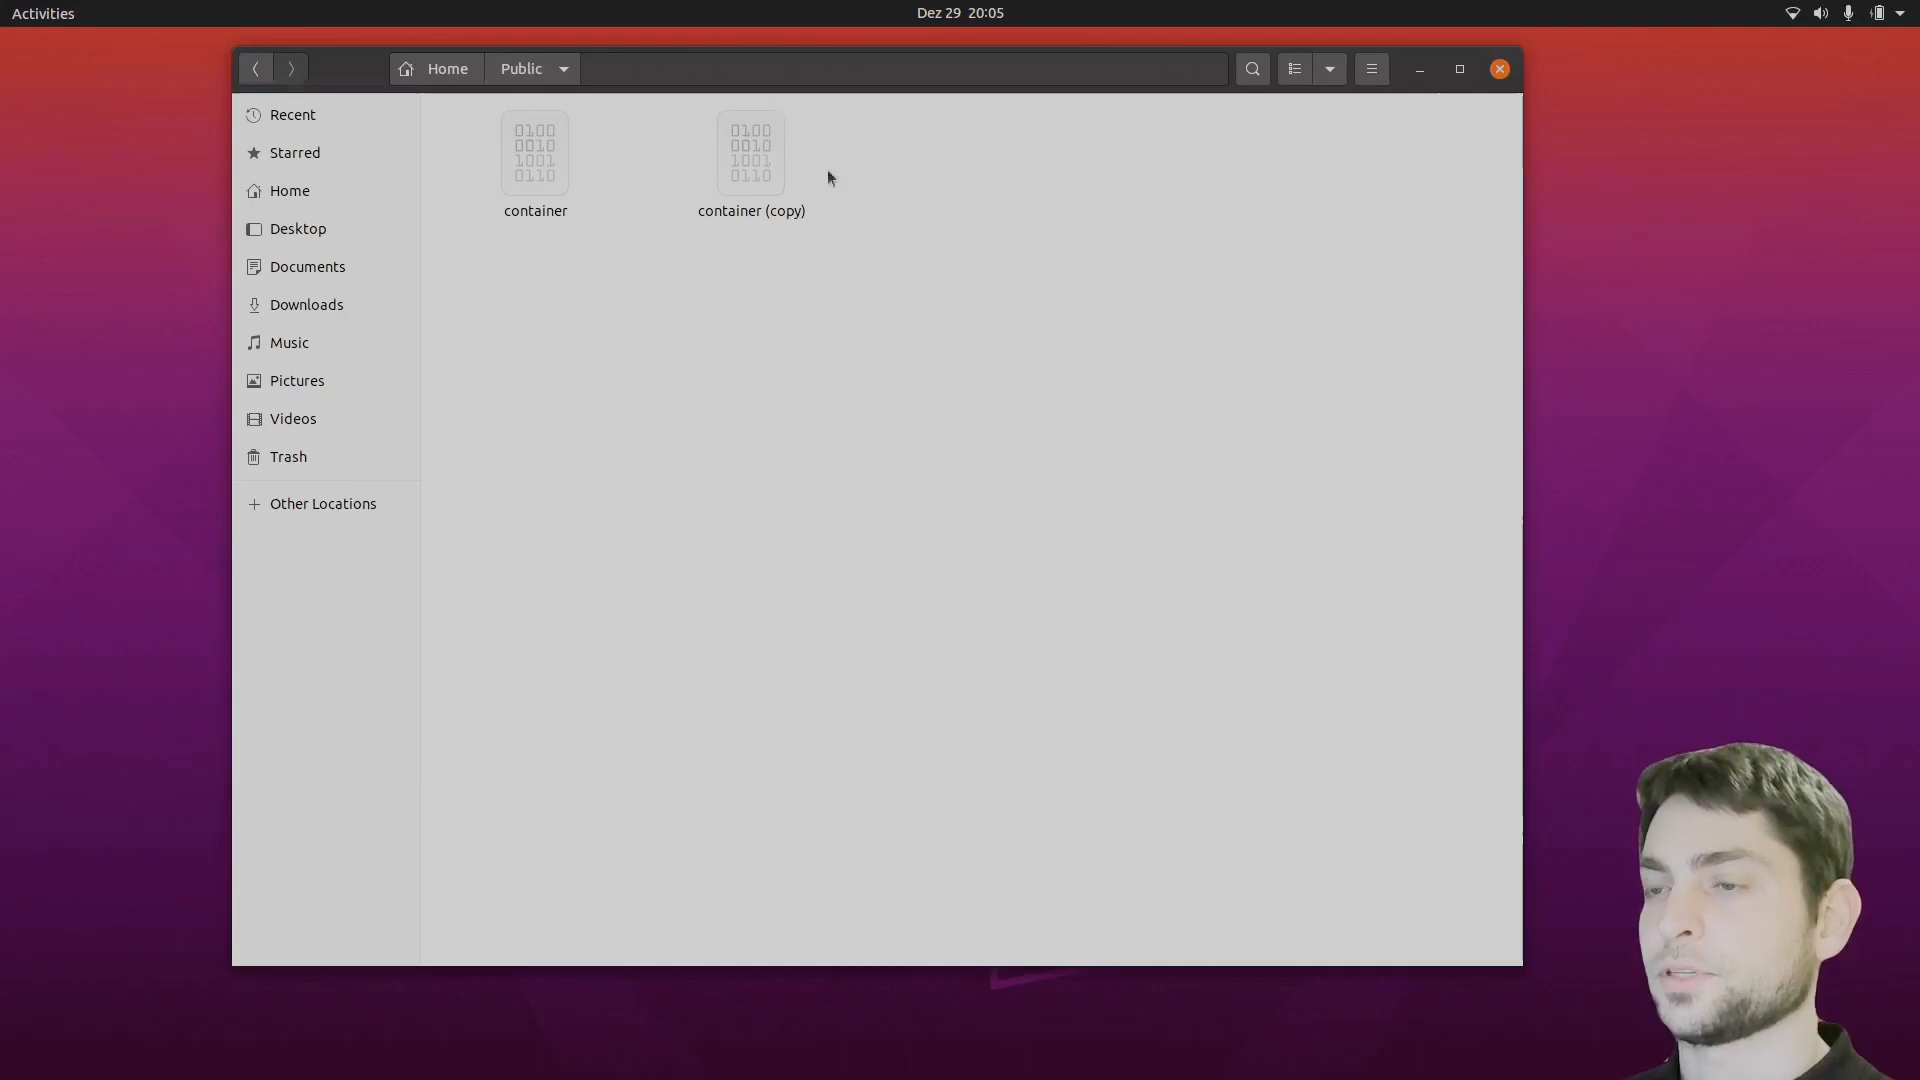 Activities
Dez 29 20:05
Home
Public
Recent
Starred
Home
Desktop
Documents
Downloads
Music
Pictures
Videos
Trash
Other Locations
0100
0010
1001
0110
container
0100
0010
1001
0110
container (copy)